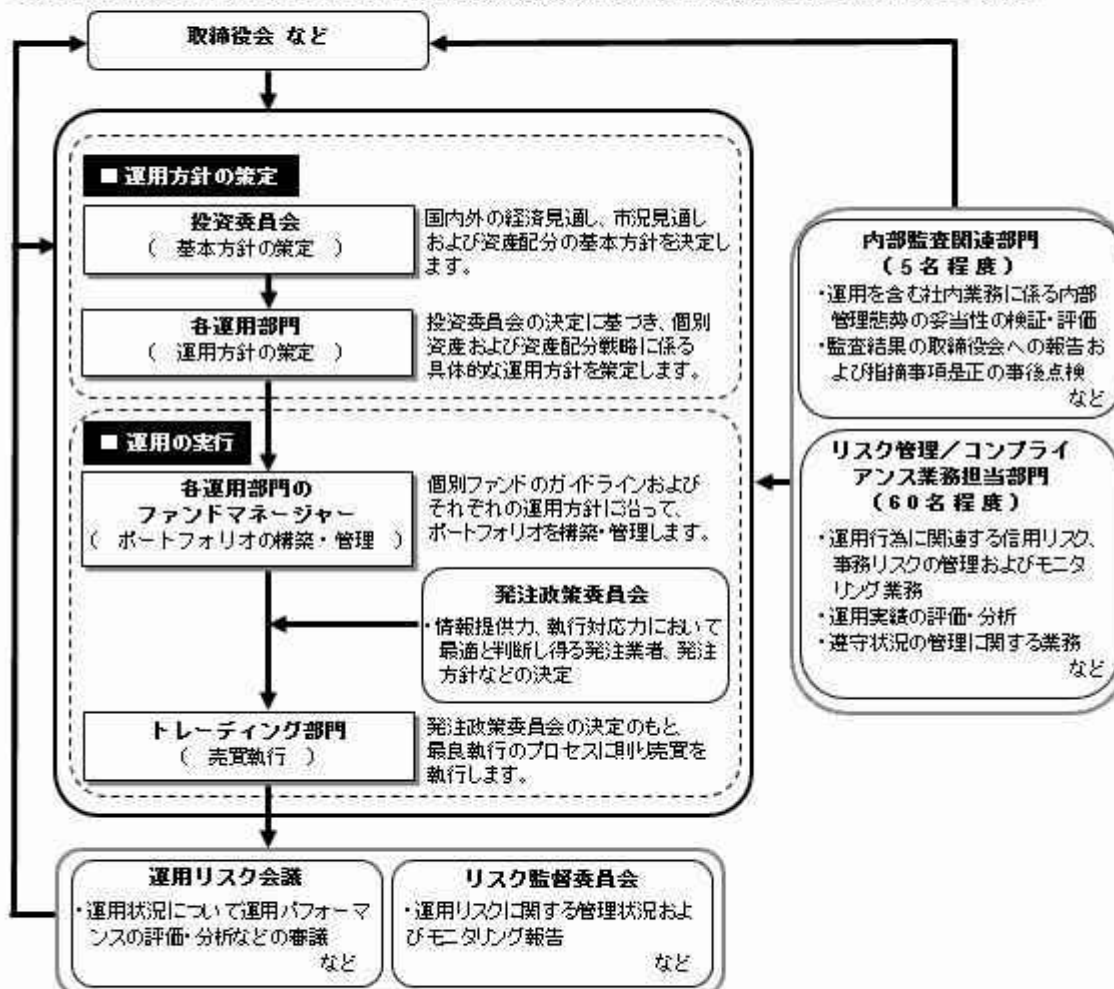 取締役会 など
■ 運用方針の策定
投資委員会
( 基本方針の策定 )
国内外の経済見通し、市況見通し
および資産配分の基本方針を決定し
ます。
各運用部門
( 運用方針の策定 )
投資委員会の決定に基づき、個別
資産および資産配分戦略に係る
具体的な運用方針を策定します。
■ 運用の実行
各運用部門の
ファンドマネージャー
( ポートフォリオの構築・管理 )
個別ファンドのガイドラインおよび
それぞれの運用方針に沿って、
ポートフォリオを構築・管理します。
発注政策委員会
・情報提供力、執行対応力において
最適と判断し得る発注業者、発注
方針などの決定
トレーディング部門
( 売買執行 )
発注政策委員会の決定のもと、
最良執行のプロセスに則り売買を
執行します。
内部監査関連部門
(5名程度)
・運用を含む社内業務に係る内部
管理態勢の妥当性の検証・評価
・監査結果の取締役会への報告お
よび指摘事項是正の事後点検
など
リスク管理/コンプライ
アンス業務担当部門
(60名程度)
・運用行為に関連する信用リスク、
事務リスクの管理およびモニタ
リング業務
・運用実績の評価・分析
・遵守状況の管理に関する業務
など
運用リスク会議
・運用状況について運用パフォーマ
ンスの評価・分析などの審議
など
リスク監督委員会
・運用リスクに関する管理状況およ
びモニタリング報告
など